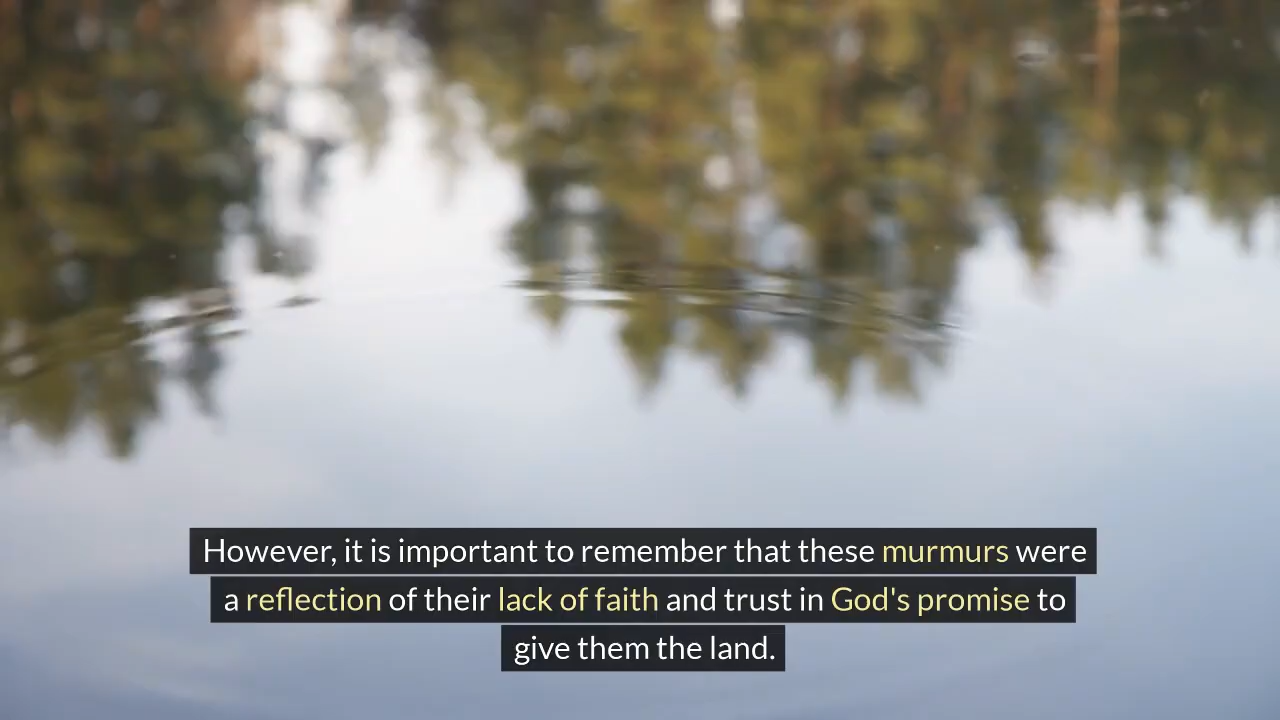 However, it is important to remember that these murmurs were
a reflection of their lack of faith and trust in God's promise to
give them the land.